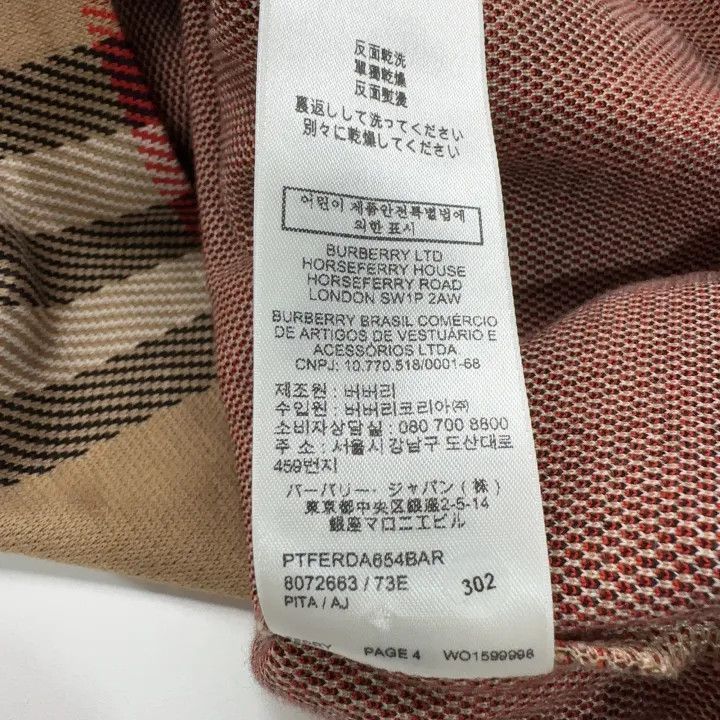 反面乾洗
單獨乾燥
反面熨燙
裏返しして洗ってください
別々に乾燥してください
어린이 제품안전특별법에
의한 표시
BURBERRY LTD
HORSEFERRY HOUSE
HORSEFERRY ROAD
LONDON SW1P 2AW
BURBERRY BRASIL COMÉRCIO
DE ARTIGOS DE VESTUÁRIO E
ACESSÓRIOS LTDA
CNPJ: 10.770.518/0001-68
제조원 : 버버리
수입원 : 버버리코리아㈜
소비자상담실 : 080 700 8800
주 소 : 서울시 강남구 도산대로
459번지
バーバリー・ジャパン(株)
東京都中央区銀座2-5-14
銀座マロニエビル
PTFERDA654BAR
8072663 / 73E 302
PITA / AJ
PAGE 4 WO1599998